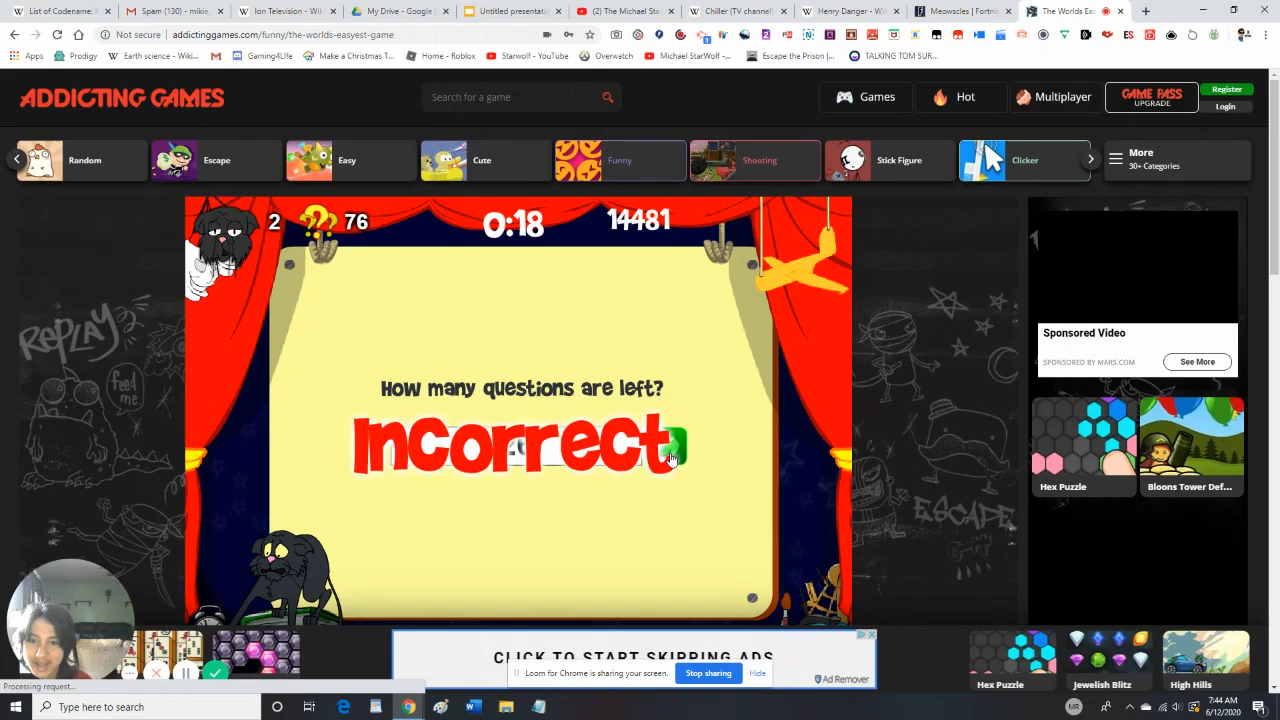 List of Codename:
Spam (130) - mikie
Ion Television - Wiki
My Drive - Google
Untitled presentatio
(2) The Michael Star
Chiller (TV channel)
Henry Danger - Wiki
Meowscles | Fortnit
The Worlds Eas
Not secure | addictinggames.com/funny/the-worlds-easyest-game
Apps
Prodigy
Earth science - Wiki...
Gaming4Life
Make a Christmas T...
Home - Roblox
Starwolf - YouTube
Overwatch
Michael StarWolf -...
Escape the Prison |...
TALKING TOM SUR...
ADDICTING GAMES
Search for a game
Games
Hot
Multiplayer
GAME PASS
UPGRADE
Register
Login
Random
Escape
Easy
Cute
Funny
Shooting
Stick Figure
Clicker
More
30+ Categories
2
??? 76
0:18
14481
REPLAY
feed me
How many questions are left?
Incorrect
ESCAPE
Sponsored Video
SPONSORED BY MARS.COM
See More
Hex Puzzle
Bloons Tower Def...
CLICK TO START SKIPPING ADS
Loom for Chrome is sharing your screen.
Stop sharing
Hide
Ad Remover
Hex Puzzle
Jewelish Blitz
High Hills
Processing request...
Type here to search
MR
7:44 AM
6/12/2020